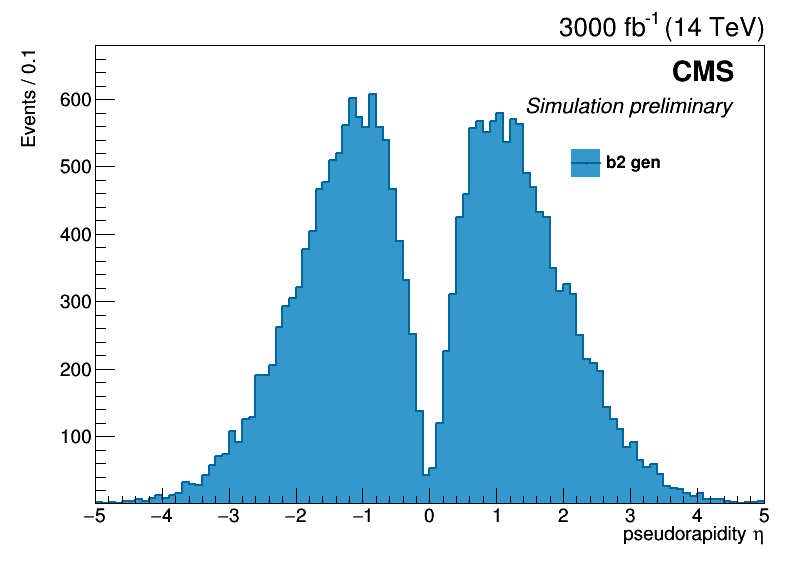 3000 fb-1 (14 TeV)
Events / 0.1
CMS
Simulation preliminary
b2 gen
600
500
400
300
200
100
−5 −4 −3 −2 −1 0 1 2 3 4 5
pseudorapidity η